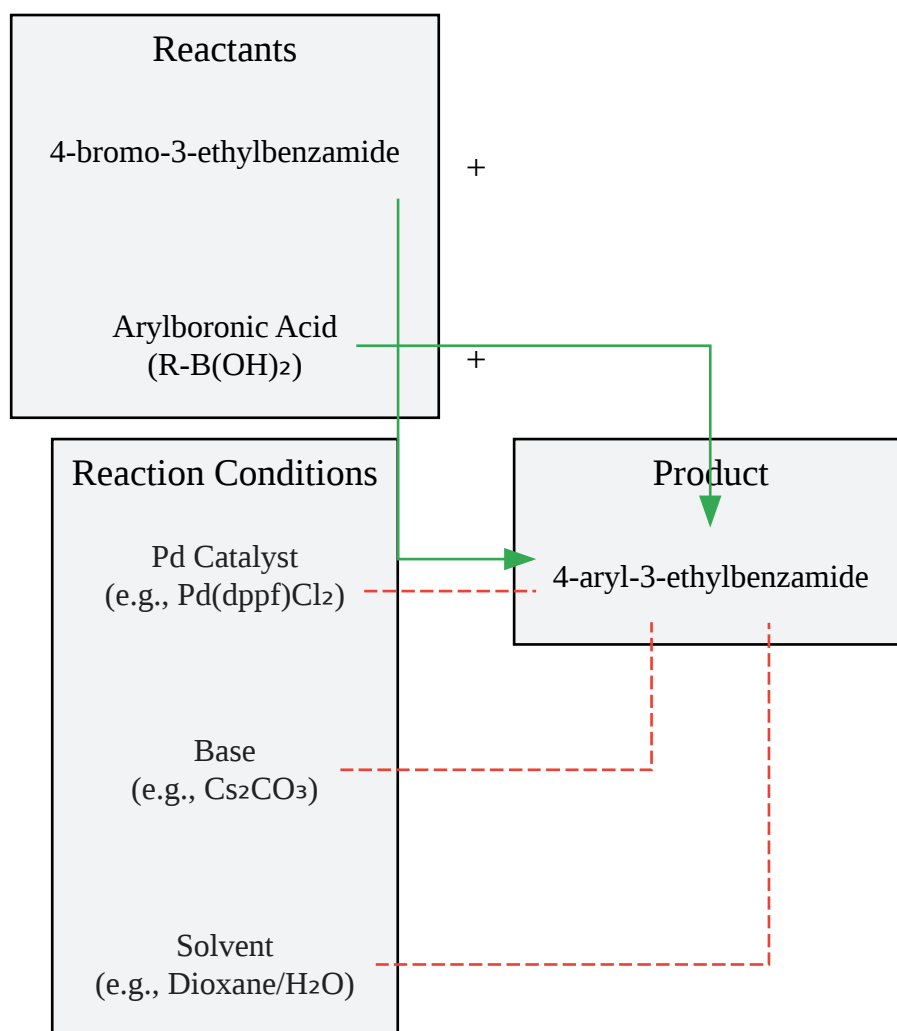 Reactants
4-bromo-3-ethylbenzamide
+
Arylboronic Acid
(R-B(OH)₂)
+
Reaction Conditions
Pd Catalyst
(e.g., Pd(dppf)Cl₂)
Base
(e.g., Cs₂CO₃)
Solvent
(e.g., Dioxane/H₂O)
Product
4-aryl-3-ethylbenzamide